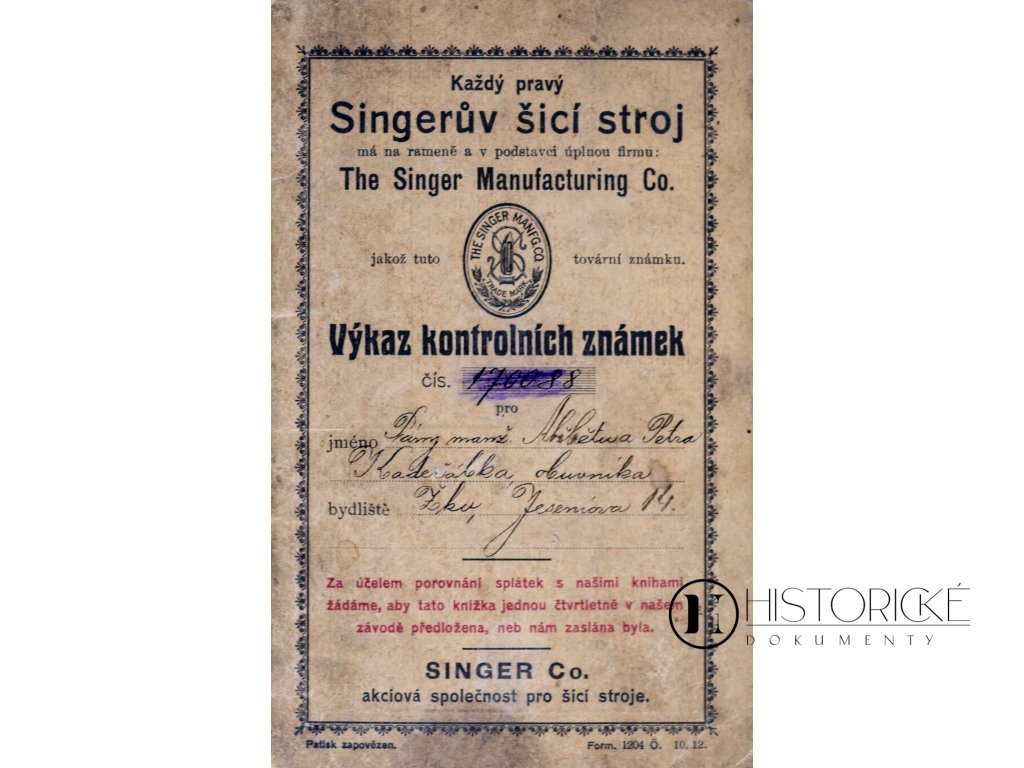 Každý pravý
Singerův šicí stroj
má na rameně a v podstavci úplnou firmu:
The Singer Manufacturing Co.
THE SINGER MANFG. CO.
TRADE MARK
jakož tuto tovární známku.
Výkaz kontrolních známek
čís. 170088
pro
jméno Pány manž. Petra
obuvníka
bydliště Žkv, Jeseniova 14.
Za účelem porovnání splátek s našimi knihami
žádáme, aby tato knížka jednou čtvrtletně v našem
závodě předložena, neb nám zaslána byla.
SINGER Co.
akciová společnost pro šicí stroje.
Patisk zapovězen. Form. 1204 Ö. 10. 12.
HISTORICKÉ
DOKUMENTY